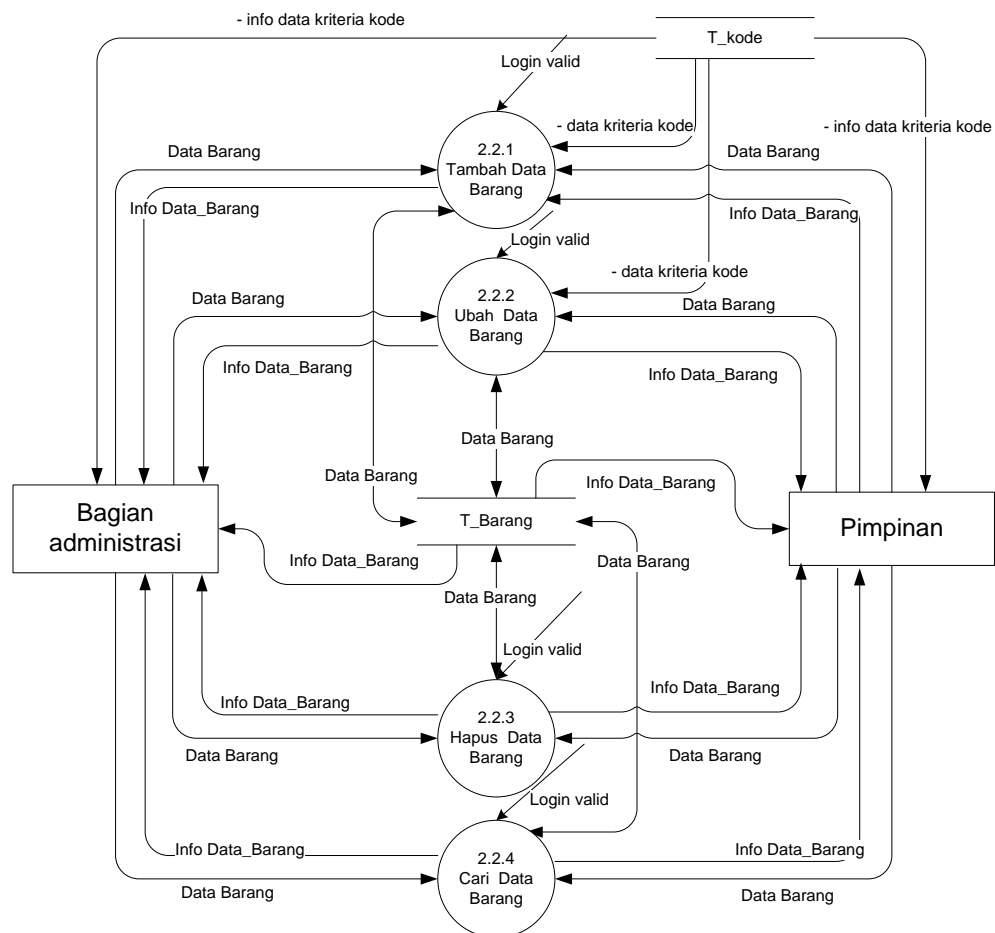 - info data kriteria kode
T_kode
Login valid
- data kriteria kode
- info data kriteria kode
2.2.1
Tambah Data
Barang
Data Barang
Data Barang
Info Data_Barang
Info Data_Barang
Login valid
- data kriteria kode
2.2.2
Ubah Data
Barang
Data Barang
Data Barang
Info Data_Barang
Info Data_Barang
Data Barang
Data Barang
Info Data_Barang
Bagian
administrasi
T_Barang
Pimpinan
Info Data_Barang
Data Barang
Data Barang
Login valid
Info Data_Barang
Info Data_Barang
2.2.3
Hapus Data
Barang
Data Barang
Data Barang
Login valid
Info Data_Barang
Info Data_Barang
2.2.4
Cari Data
Barang
Data Barang
Data Barang